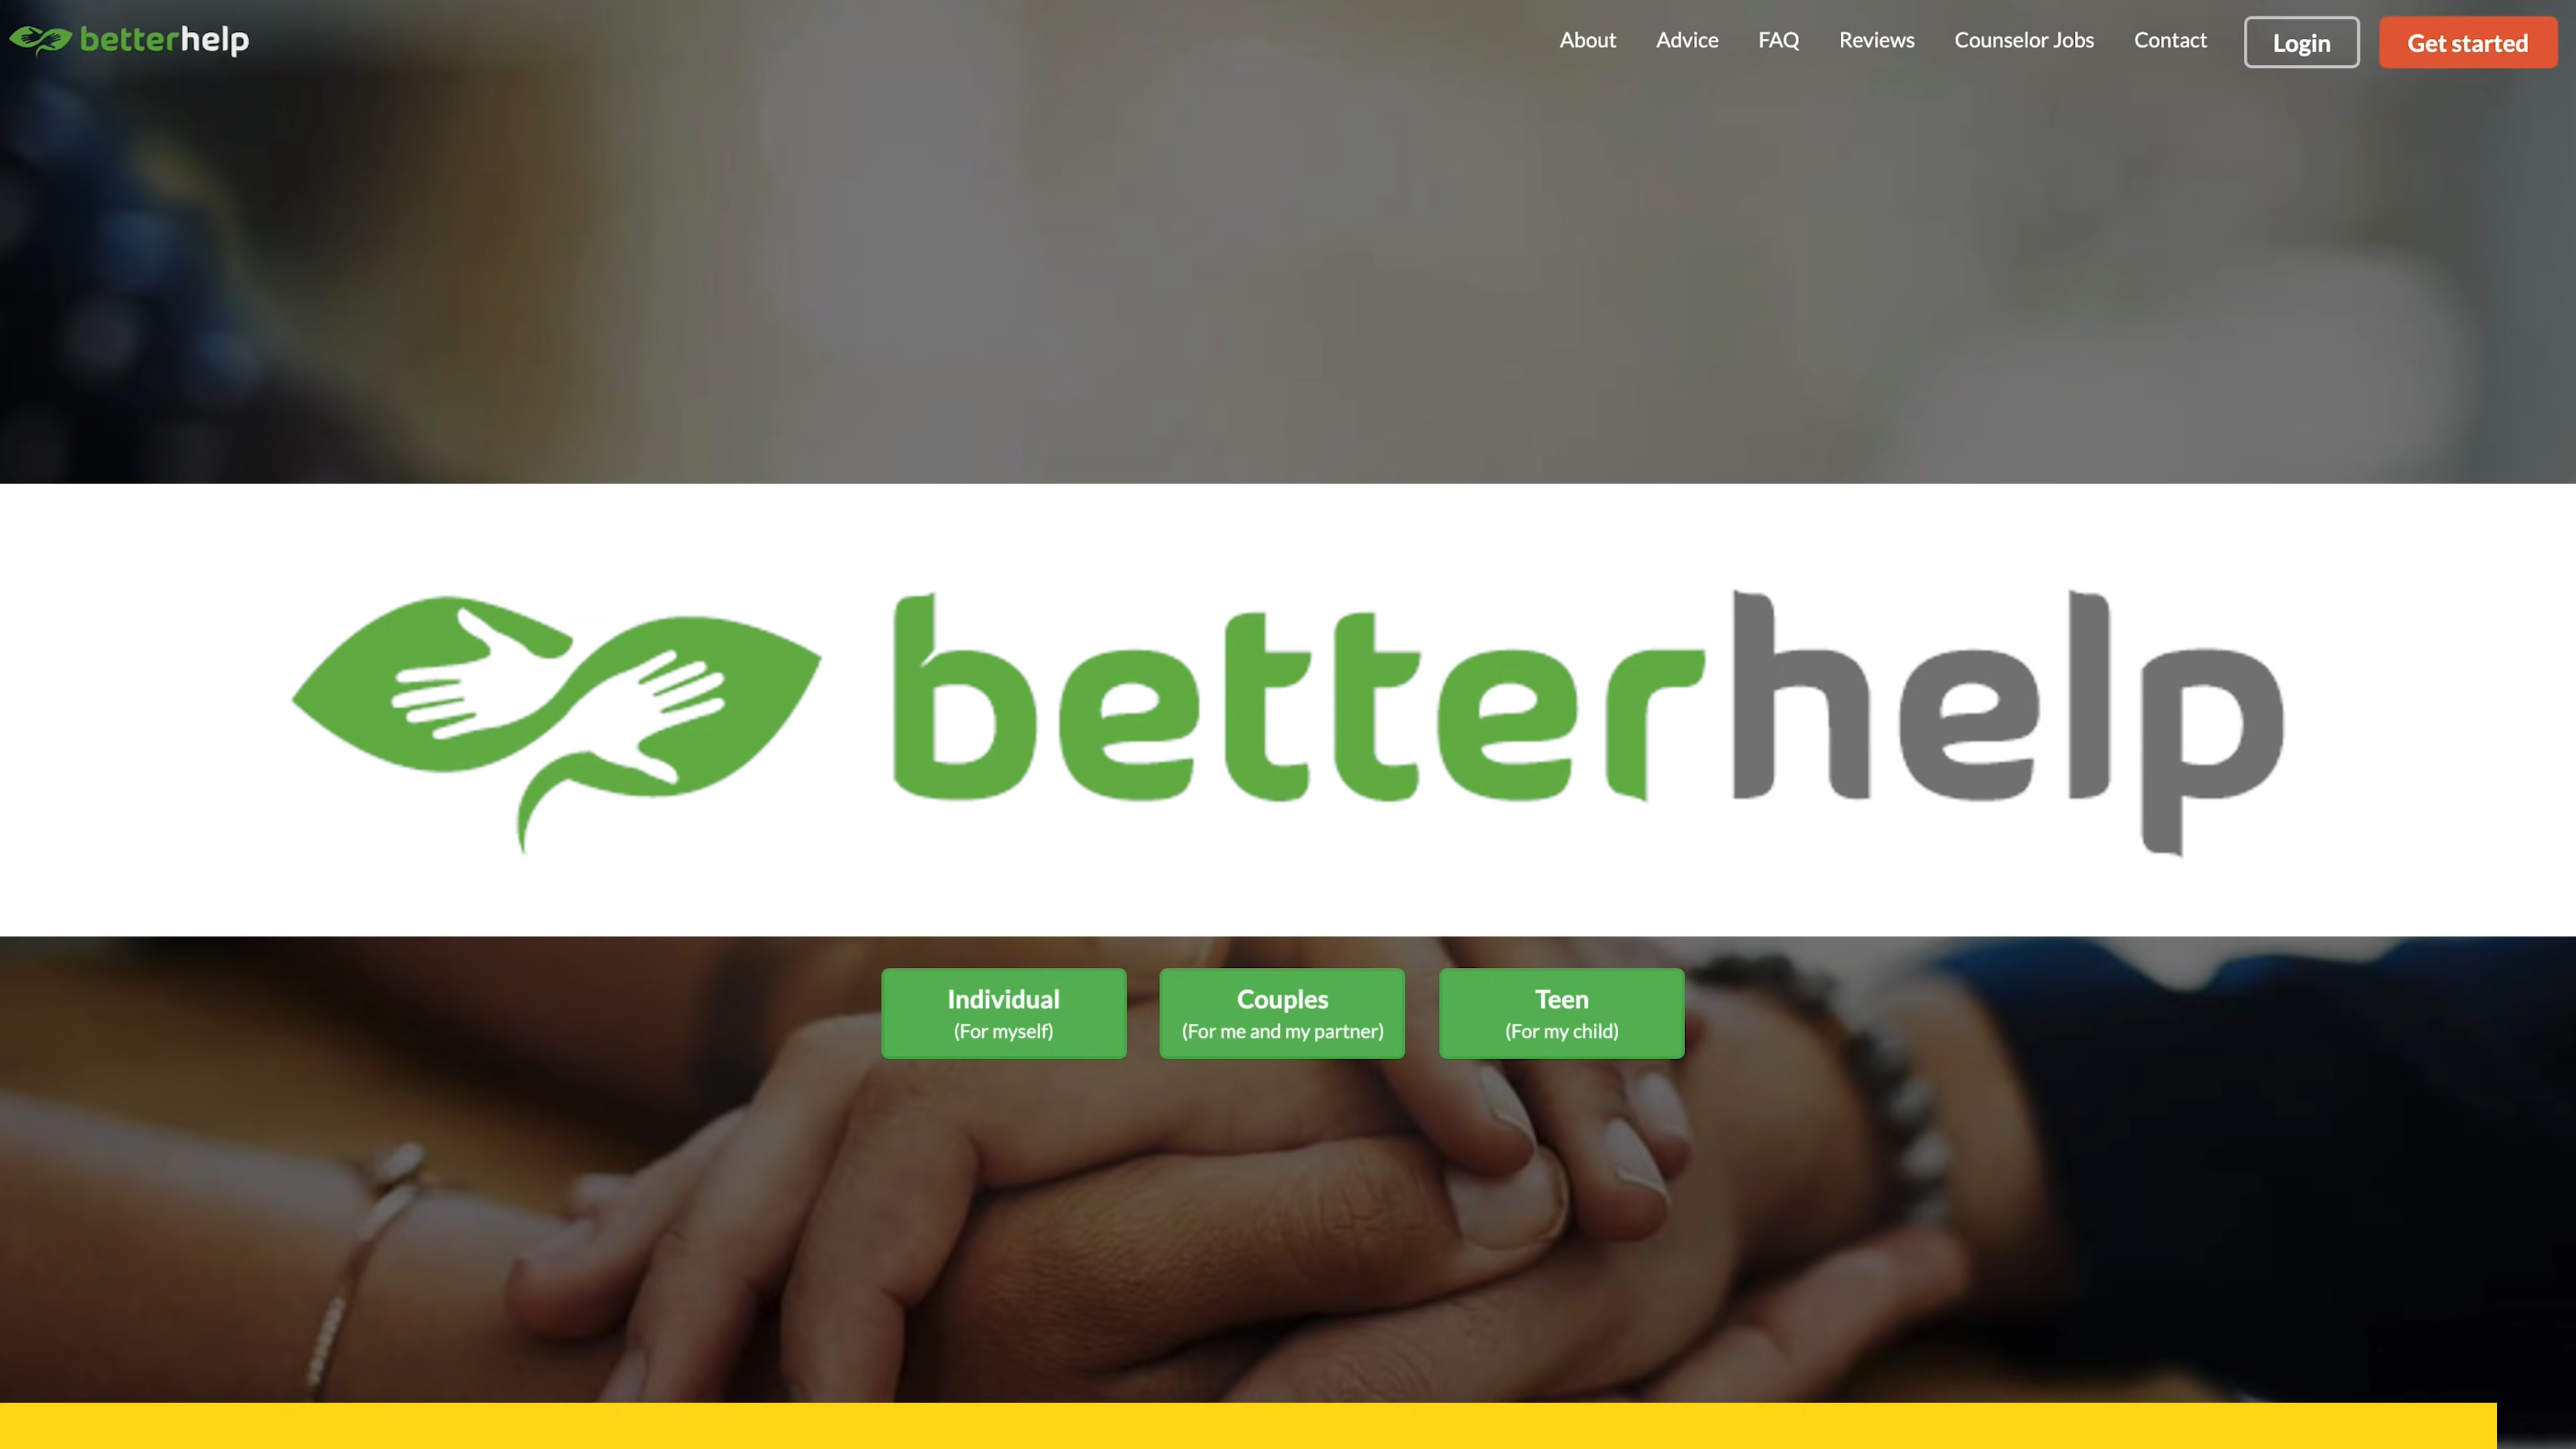 betterhelp
About
Advice
FAQ
Reviews
Counselor Jobs
Contact
Login
Get started
betterhelp
Individual
(For myself)
Couples
(For me and my partner)
Teen
(For my child)